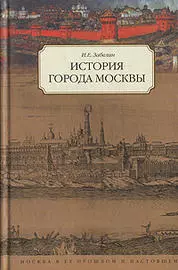 И.Е. Забелин
ИСТОРИЯ
ГОРОДА МОСКВЫ
МОСКВА В ЕЕ ПРОШЛОМ И НАСТОЯЩЕМ